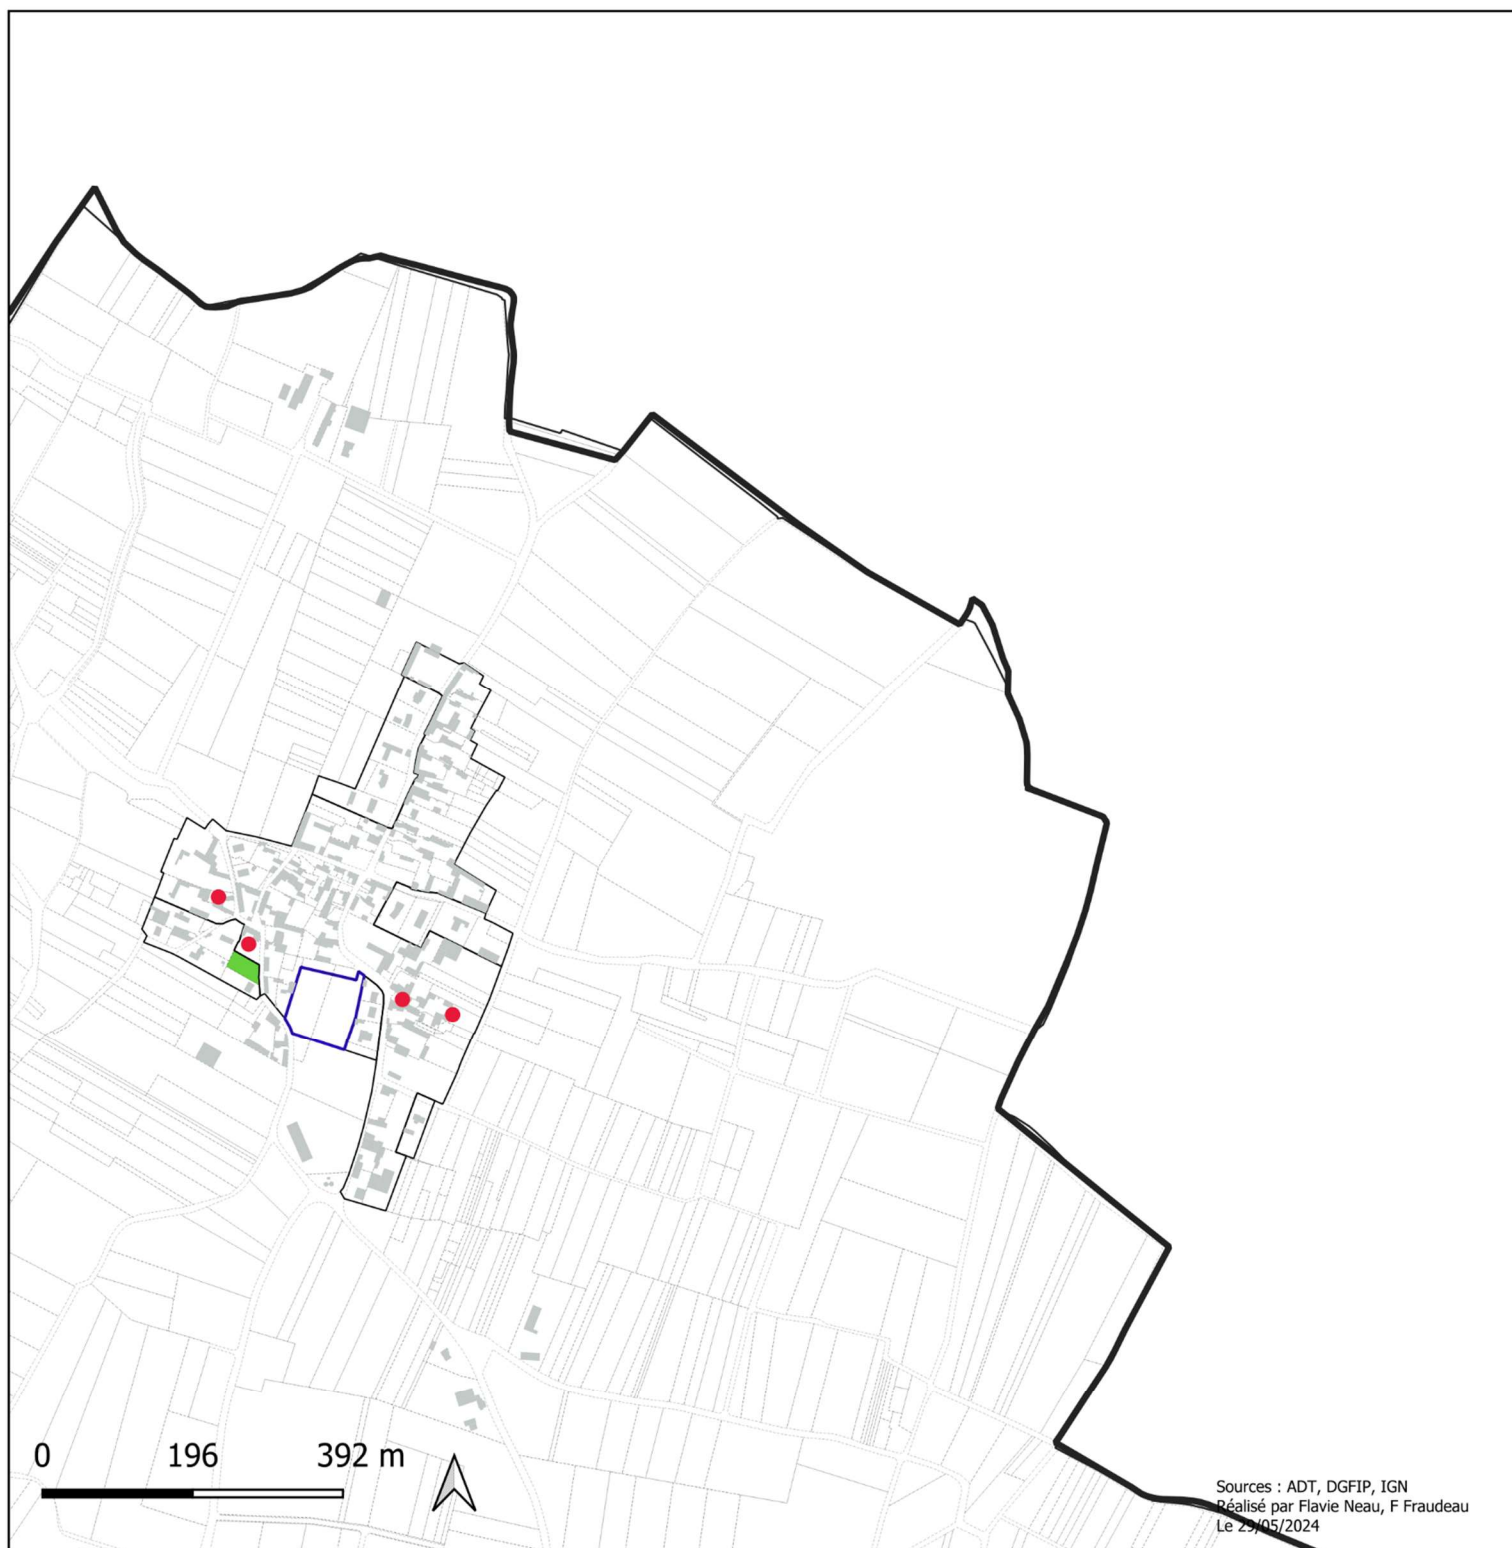 0 196 392 m
Sources : ADT, DGFIP, IGN
Réalisé par Flavie Neau, F Fraudeau
Le 29/05/2024